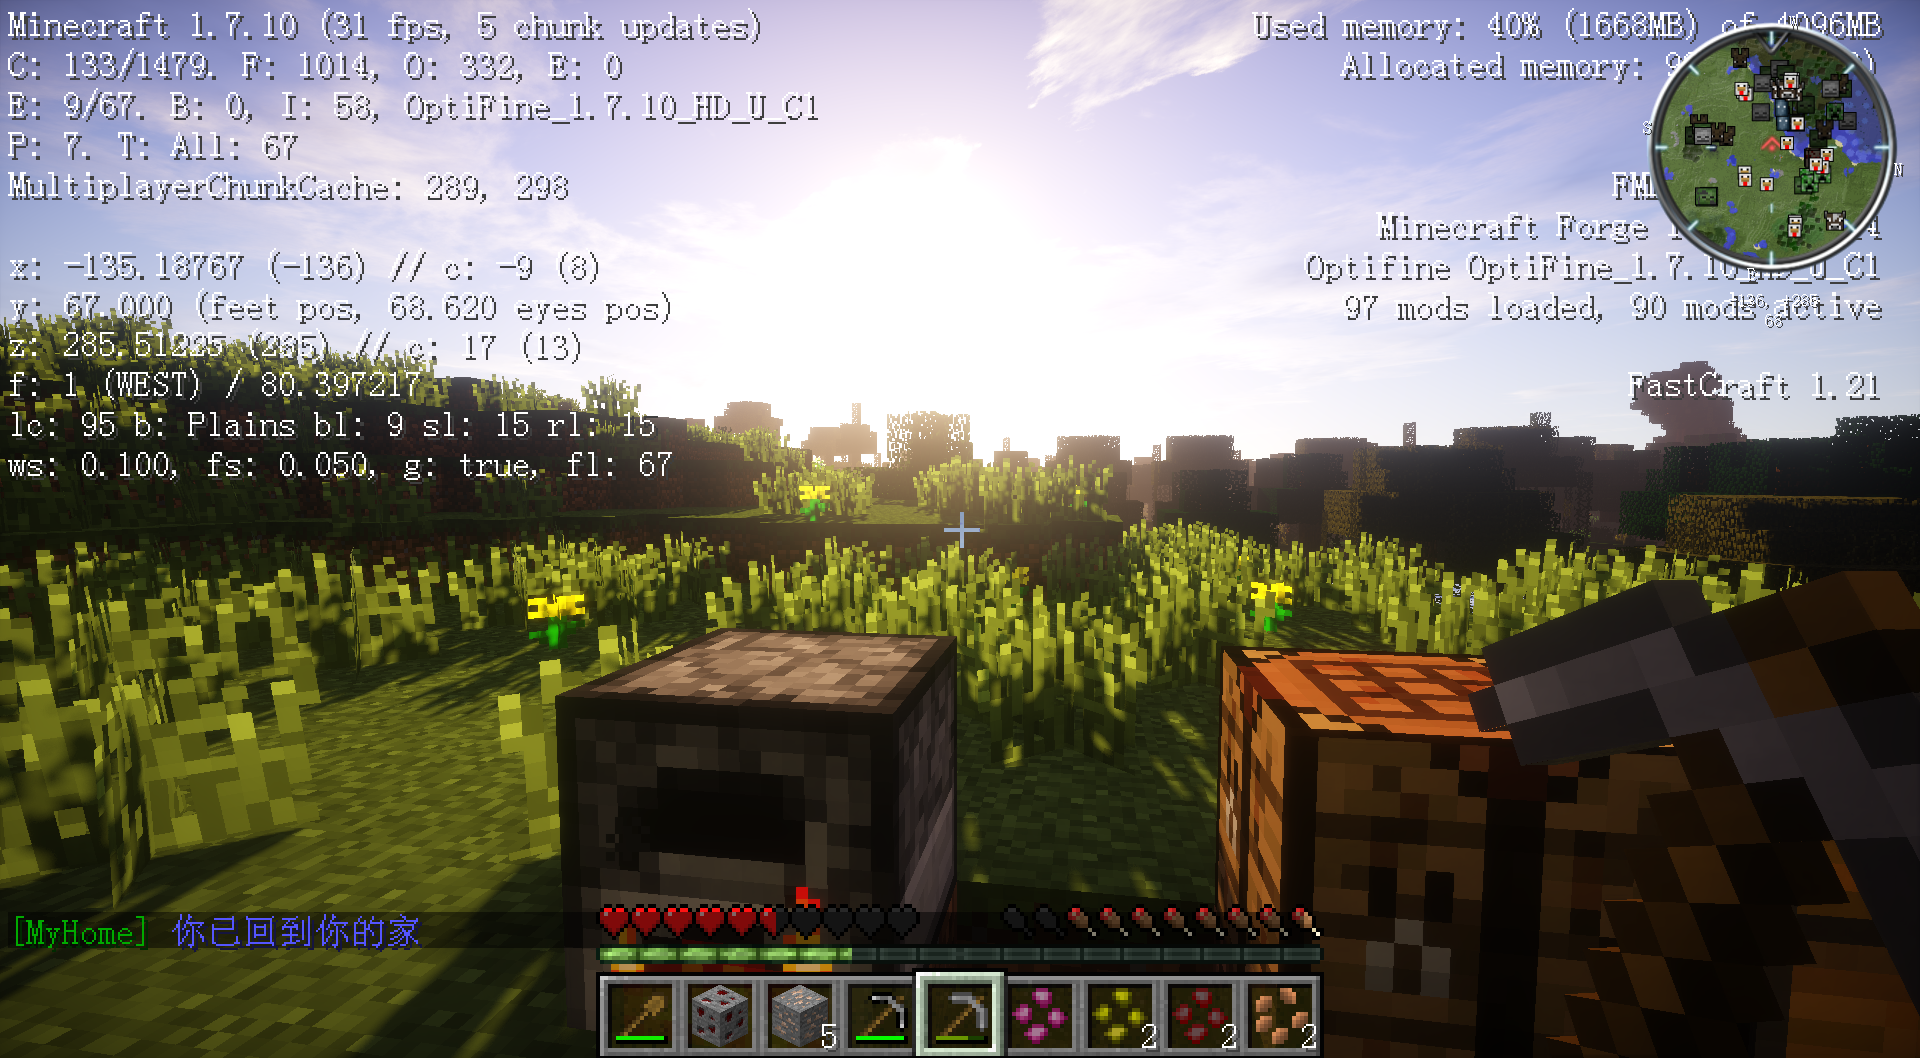 Minecraft 1.7.10 (31 fps, 5 chunk updates)
C: 133/1479. F: 1014, O: 332, E: 0
E: 9/67. B: 0, I: 58, OptiFine_1.7.10_HD_U_C1
P: 7. T: All: 67
MultiplayerChunkCache: 289, 298
x: -135.18767 (-136) // c: -9 (8)
y: 67.000 (feet pos, 68.620 eyes pos)
z: 285.51225 (285) // c: 17 (13)
f: 1 (WEST) / 80.397217
lc: 95 b: Plains bl: 9 sl: 15 rl: 15
ws: 0.100, fs: 0.050, g: true, fl: 67
Used memory: 40% (1668MB) of 4096MB
Allocated memory:
Minecraft Forge
Optifine OptiFine_1.7.10_HD_U_C1
97 mods loaded, 90 mods active
FastCraft 1.21
N
[MyHome] 你已回到你的家
5
2
2
2